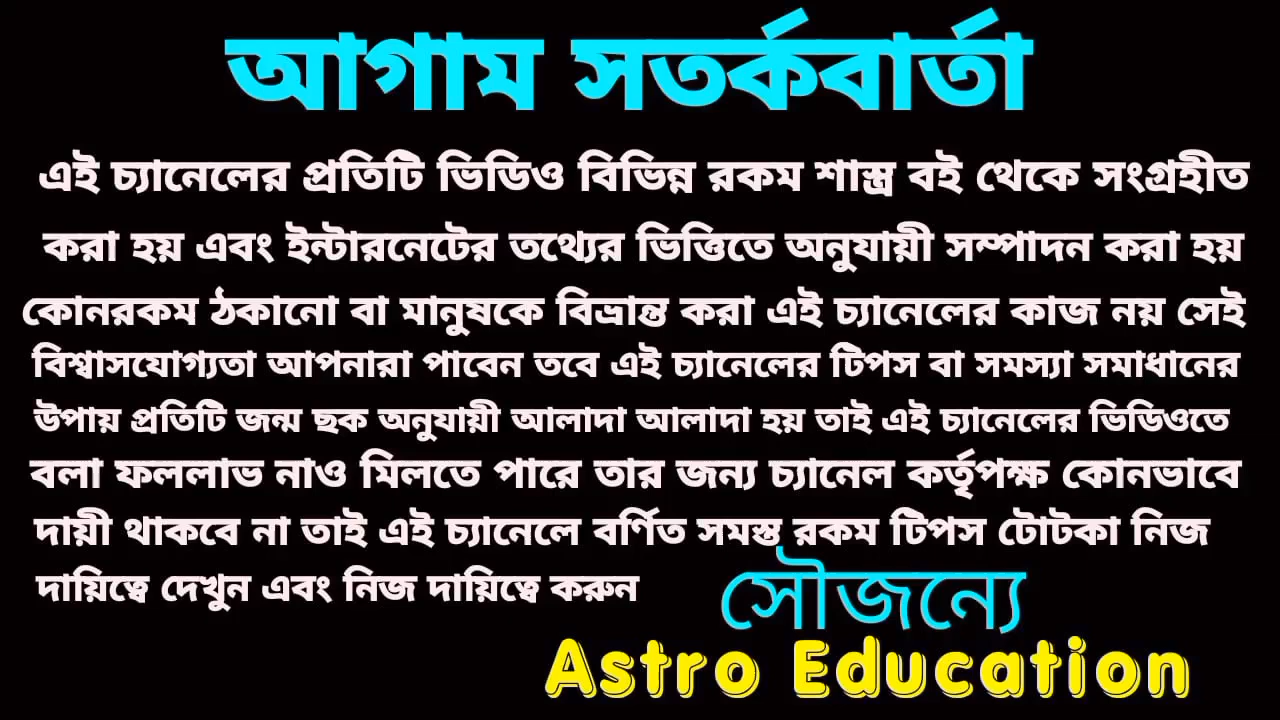 আগাম সতর্কবার্তা
এই চ্যানেলের প্রতিটি ভিডিও বিভিন্ন রকম শাস্ত্র বই থেকে সংগ্রহীত
করা হয় এবং ইন্টারনেটের তথ্যের ভিত্তিতে অনুযায়ী সম্পাদন করা হয়
কোনরকম ঠকানো বা মানুষকে বিভ্রান্ত করা এই চ্যানেলের কাজ নয় সেই
বিশ্বাসযোগ্যতা আপনারা পাবেন তবে এই চ্যানেলের টিপস বা সমস্যা সমাধানের
উপায় প্রতিটি জন্ম ছক অনুযায়ী আলাদা আলাদা হয় তাই এই চ্যানেলের ভিডিওতে
বলা ফললাভ নাও মিলতে পারে তার জন্য চ্যানেল কর্তৃপক্ষ কোনভাবে
দায়ী থাকবে না তাই এই চ্যানেলে বর্ণিত সমস্ত রকম টিপস টোটকা নিজ
দায়িত্বে দেখুন এবং নিজ দায়িত্বে করুন
সৌজন্যে
Astro Education